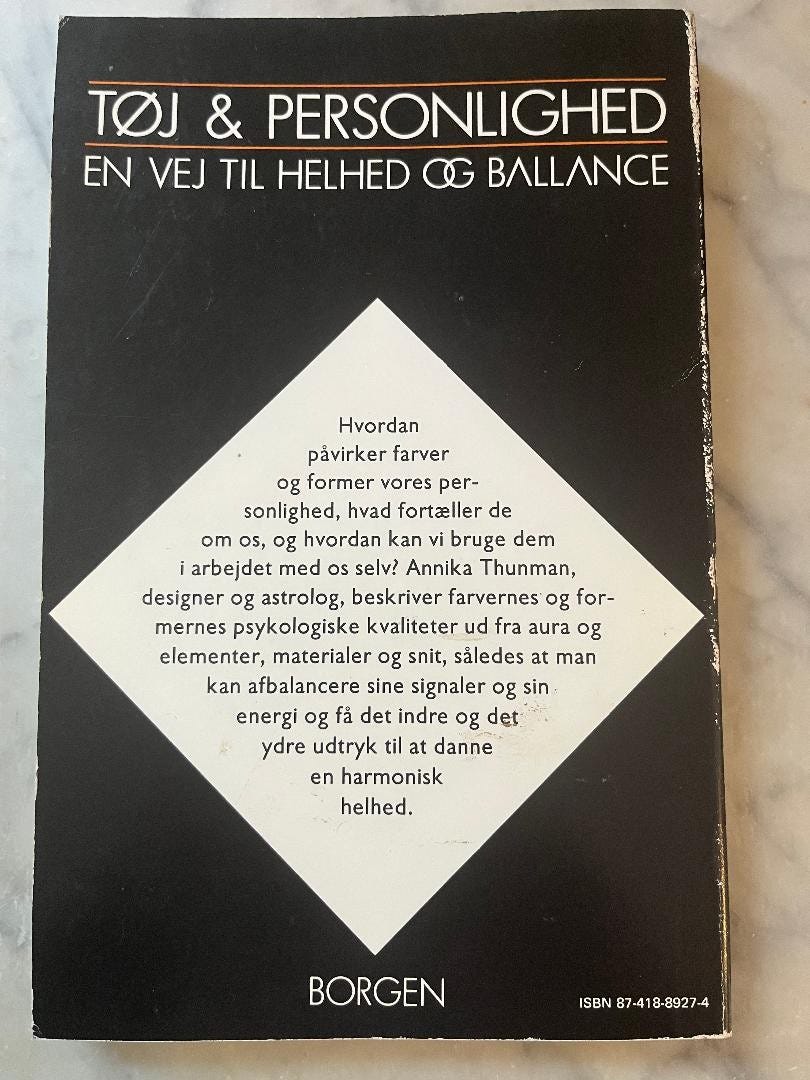 TØJ & PERSONLIGHED
EN VEJ TIL HELHED OG BALLANCE
Hvordan
påvirker farver
og former vores per-
sonlighed, hvad fortæller de
om os, og hvordan kan vi bruge dem
i arbejdet med os selv? Annika Thunman,
designer og astrolog, beskriver farvernes og for-
mernes psykologiske kvaliteter ud fra aura og
elementer, materialer og snit, således at man
kan afbalancere sine signaler og sin
energi og få det indre og det
ydre udtryk til at danne
en harmonisk
helhed.
BORGEN
ISBN 87-418-8927-4